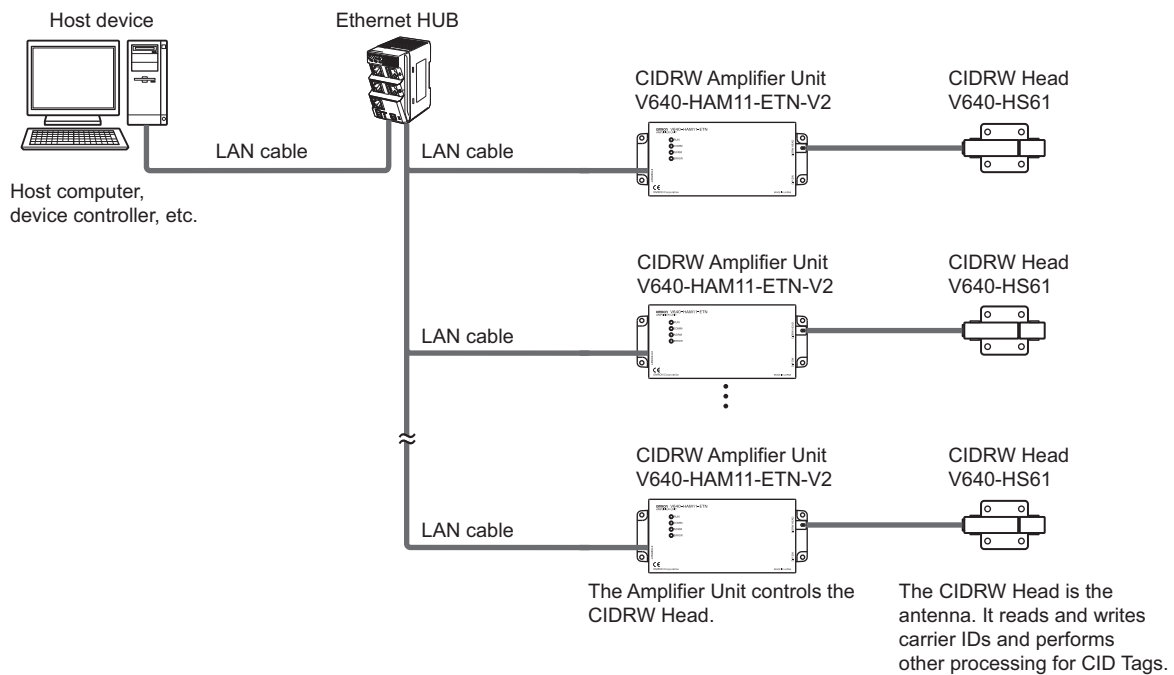 Host device
Ethernet HUB
CIDRW Amplifier Unit
V640-HAM11-ETN-V2
CIDRW Head
V640-HS61
LAN cable
LAN cable
Host computer,
device controller, etc.
CIDRW Amplifier Unit
V640-HAM11-ETN-V2
CIDRW Head
V640-HS61
LAN cable
CIDRW Amplifier Unit
V640-HAM11-ETN-V2
CIDRW Head
V640-HS61
LAN cable
The Amplifier Unit controls the
CIDRW Head.
The CIDRW Head is the
antenna. It reads and writes
carrier IDs and performs
other processing for CID Tags.